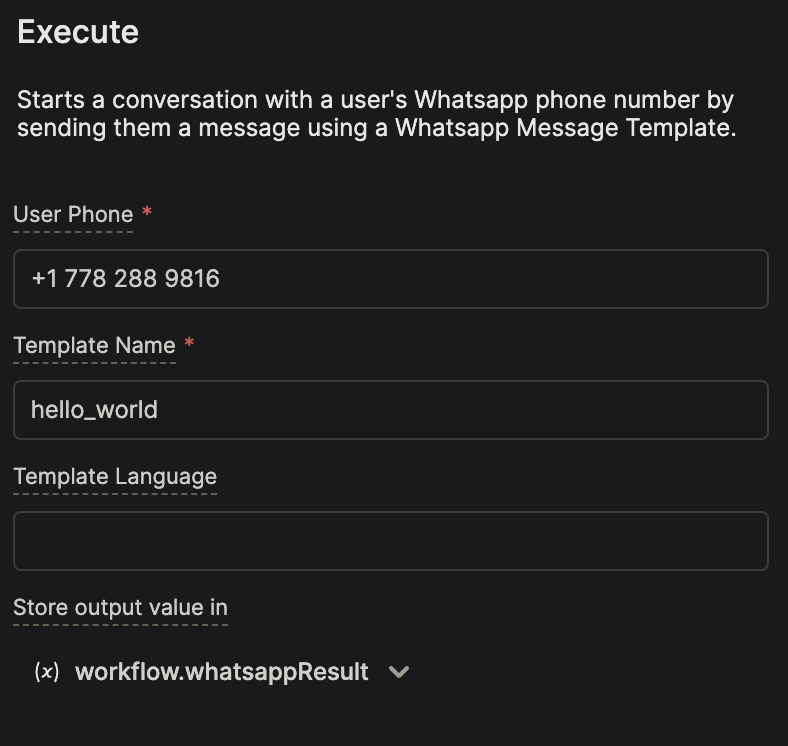 Execute
Starts a conversation with a user's Whatsapp phone number by
sending them a message using a Whatsapp Message Template.
User Phone *
+1 778 288 9816
Template Name *
hello_world
Template Language
Store output value in
(x) workflow.whatsappResult